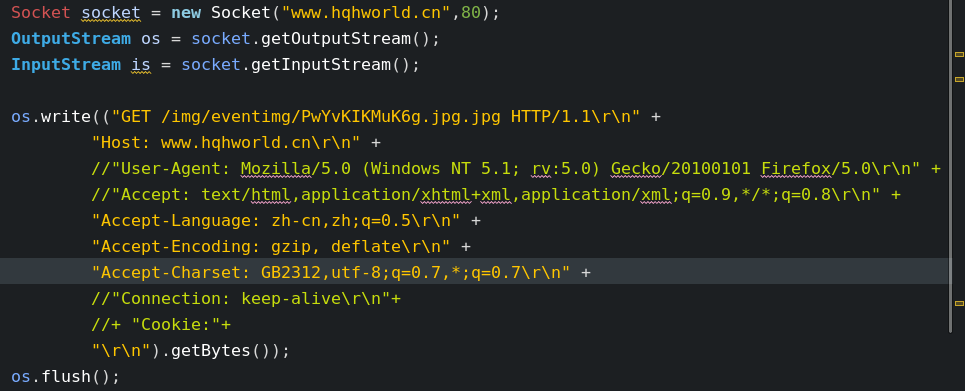 Socket socket = new Socket("www.hqhworld.cn",80);
OutputStream os = socket.getOutputStream();
InputStream is = socket.getInputStream();
os.write(("GET /img/eventimg/PwYvKIKMuK6g.jpg.jpg HTTP/1.1\r\n" +
"Host: www.hqhworld.cn\r\n" +
//"User-Agent: Mozilla/5.0 (Windows NT 5.1; rv:5.0) Gecko/20100101 Firefox/5.0\r\n" +
//"Accept: text/html,application/xhtml+xml,application/xml;q=0.9,*/*;q=0.8\r\n" +
"Accept-Language: zh-cn,zh;q=0.5\r\n" +
"Accept-Encoding: gzip, deflate\r\n" +
"Accept-Charset: GB2312,utf-8;q=0.7,*;q=0.7\r\n" +
//"Connection: keep-alive\r\n"+
//+ "Cookie:"+
"\r\n").getBytes());
os.flush();